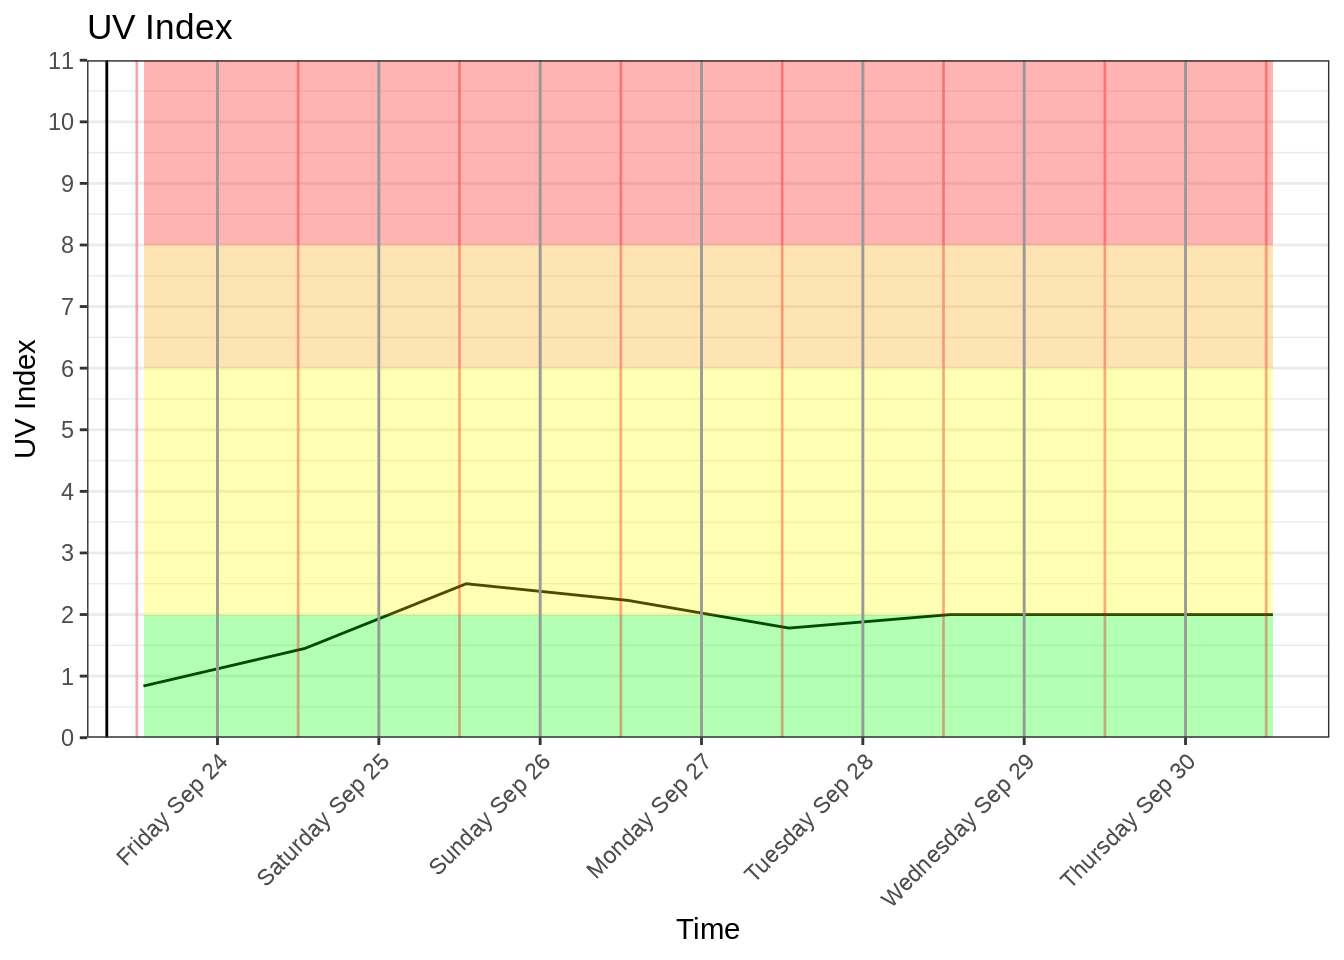 UV Index
11
10
9
8
7
6
5
4
3
2
1
0
UV Index
Friday Sep 24
Saturday Sep 25
Sunday Sep 26
Monday Sep 27
Tuesday Sep 28
Wednesday Sep 29
Thursday Sep 30
Time